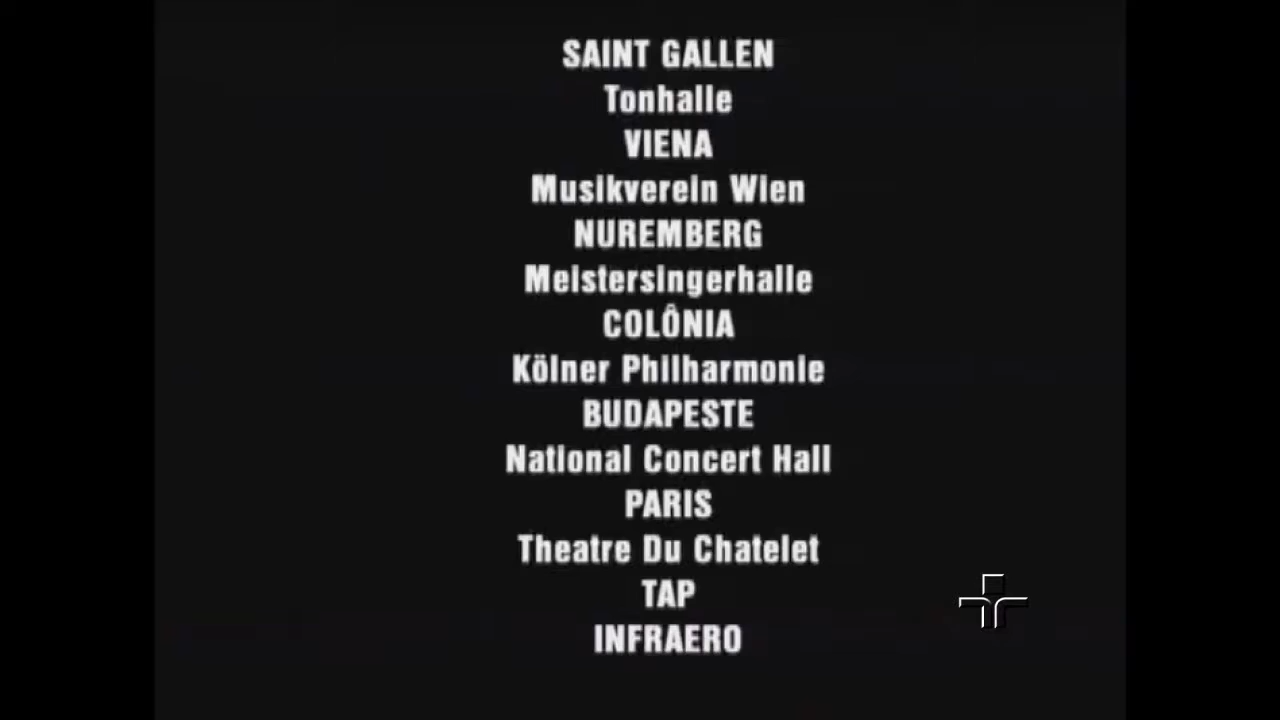 SAINT GALLEN
Tonhalle
VIENA
Musikverein Wien
NUREMBERG
Meistersingerhalle
COLÔNIA
Kölner Philharmonie
BUDAPESTE
National Concert Hall
PARIS
Theatre Du Chatelet
TAP
INFRAERO